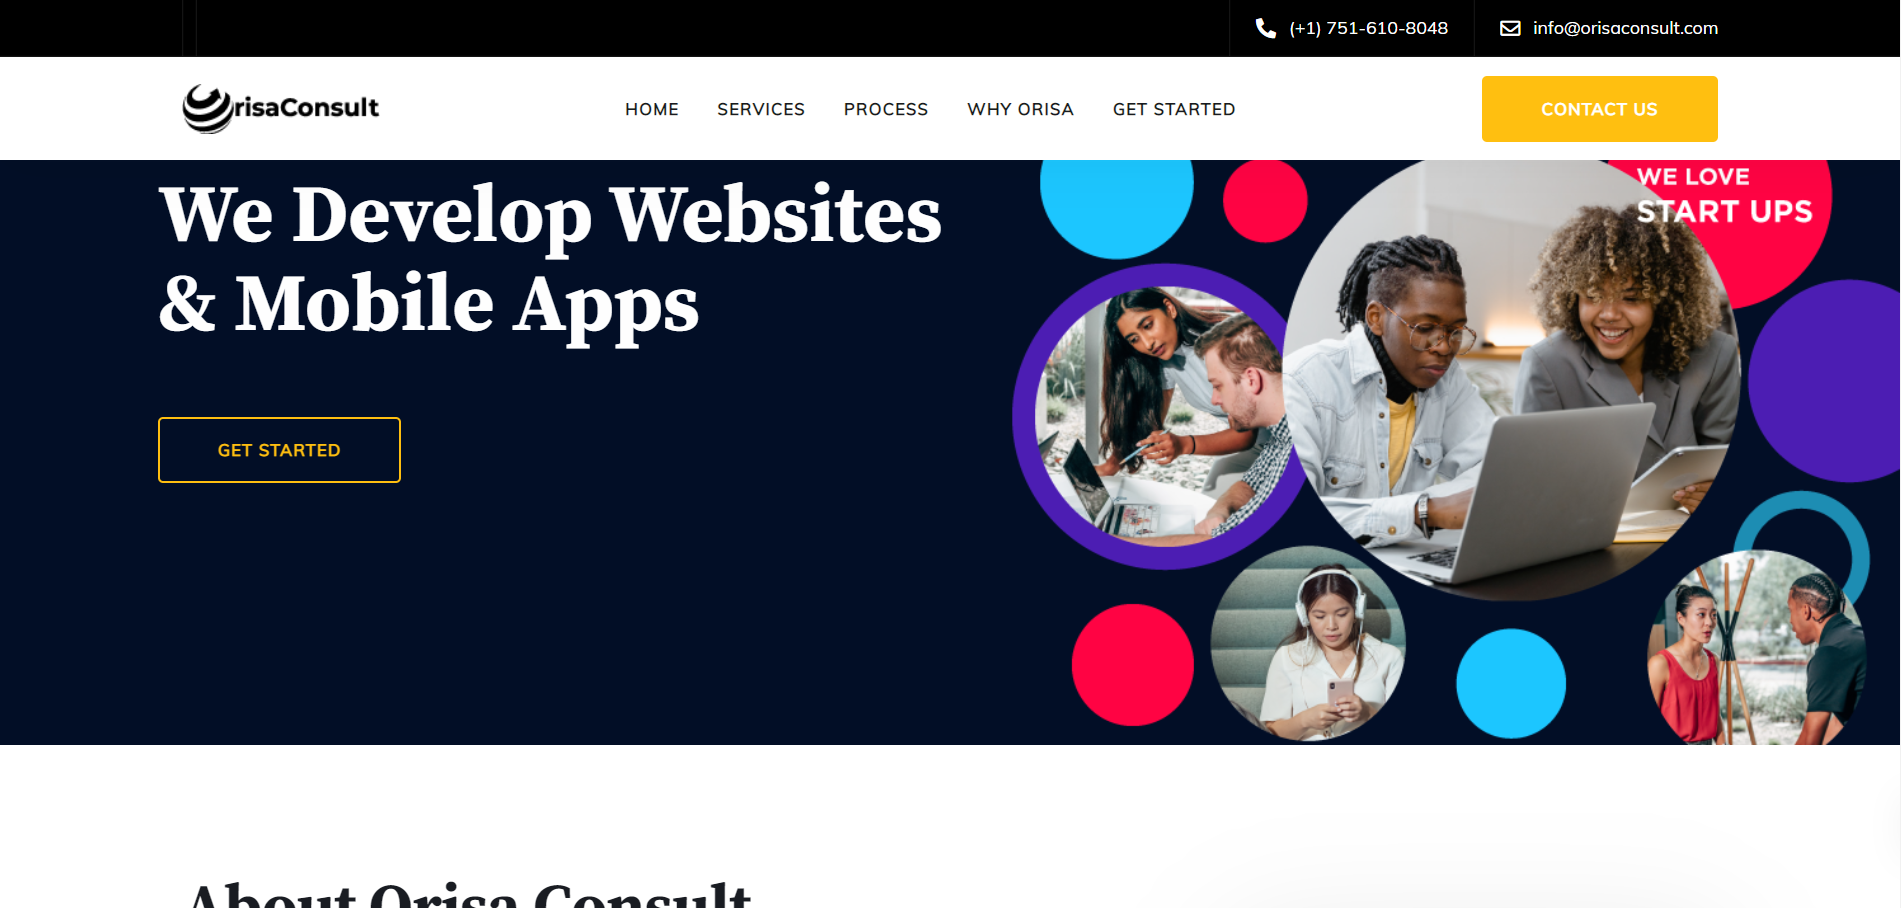 (+1) 751-610-8048
info@orisaconsult.com
risaConsult
HOME
SERVICES
PROCESS
WHY ORISA
GET STARTED
CONTACT US
We Develop Websites
& Mobile Apps
GET STARTED
WE LOVE
START UPS
About Orisa Consult